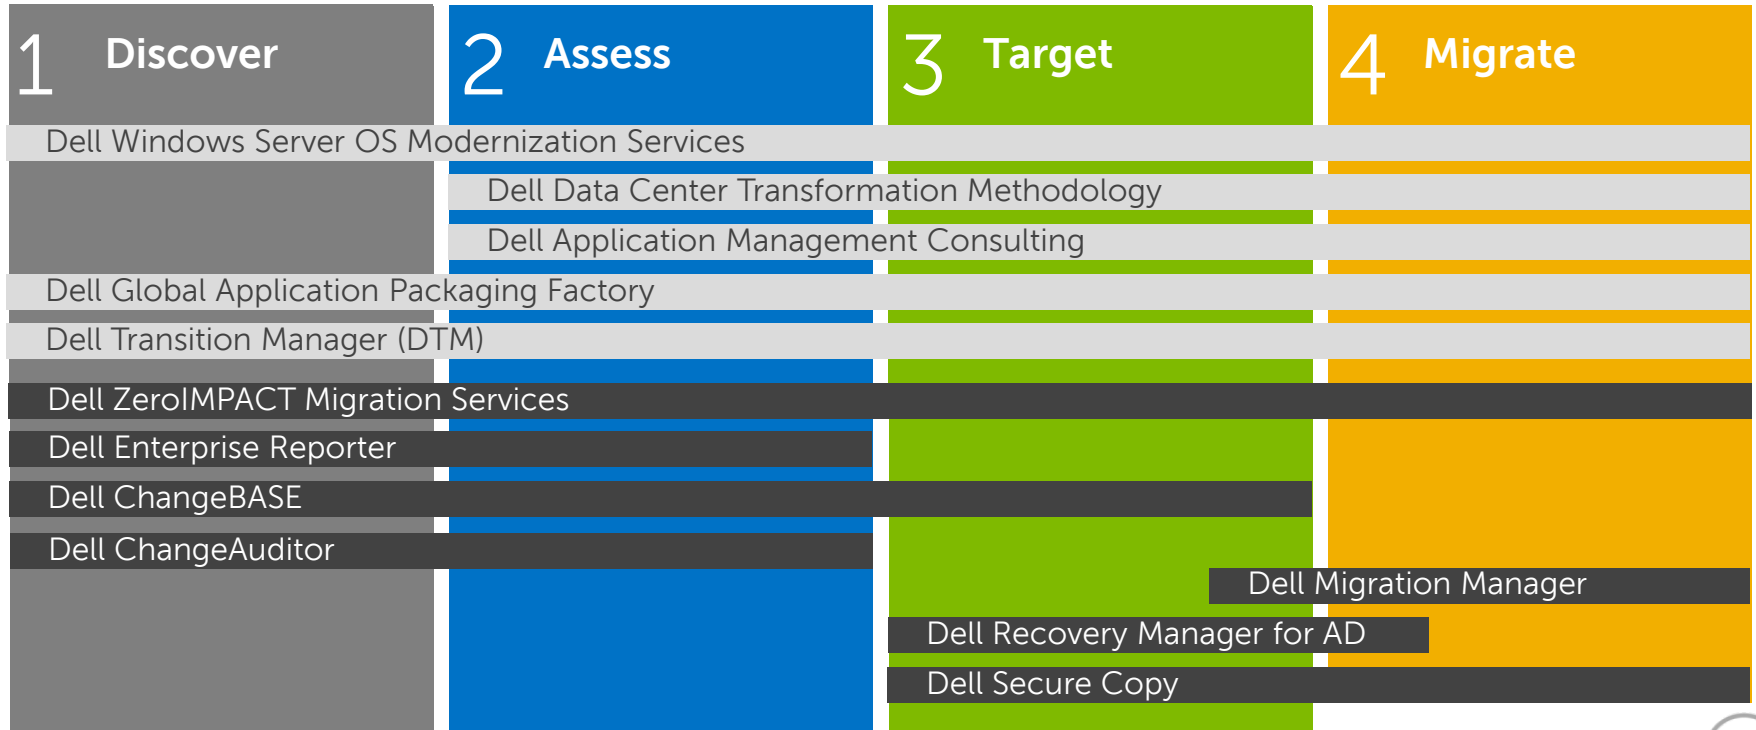 1 Discover 2 Assess 3 Target 4 Migrate
Dell Windows Server OS Modernization Services
Dell Data Center Transformation Methodology
Dell Application Management Consulting
Dell Global Application Packaging Factory
Dell Transition Manager (DTM)
Dell ZeroIMPACT Migration Services
Dell Enterprise Reporter
Dell ChangeBASE
Dell ChangeAuditor
Dell Migration Manager
Dell Recovery Manager for AD
Dell Secure Copy